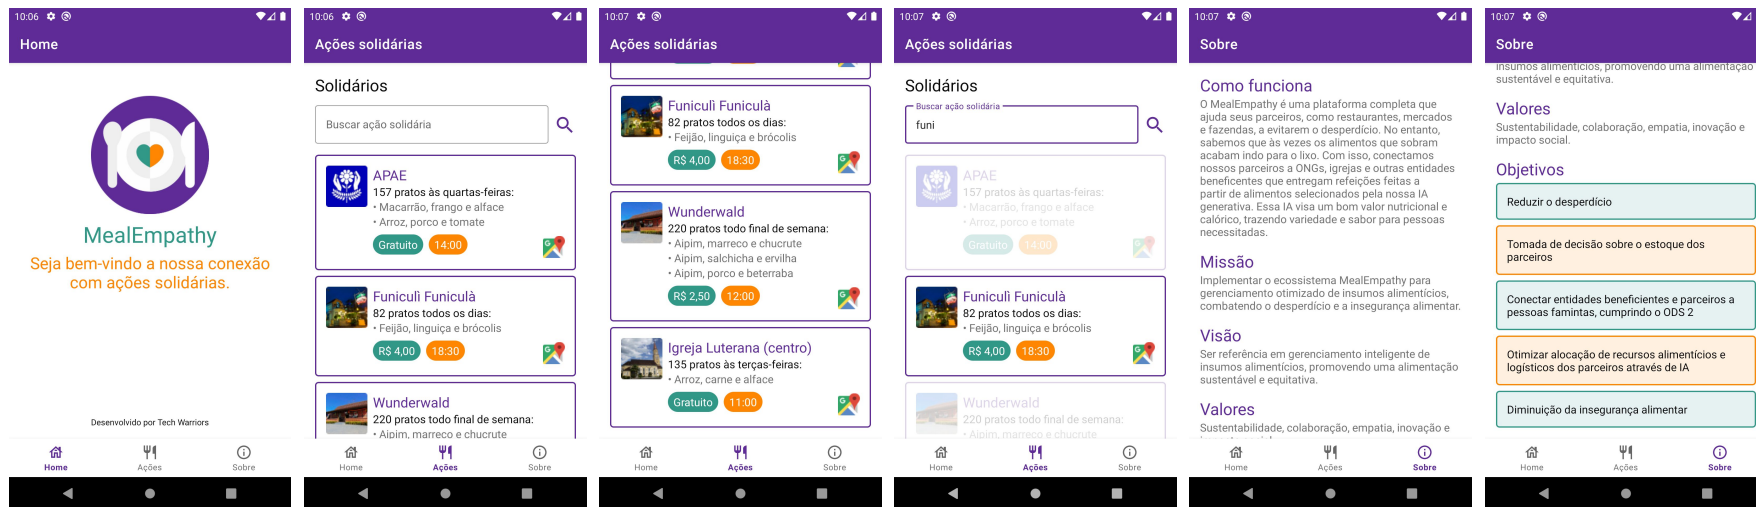 10:06
Home
MealEmpathy
Seja bem-vindo a nossa conexão
com ações solidárias.
Desenvolvido por Tech Warriors
Home
Ações
Sobre
10:06
Ações solidárias
Solidários
Buscar ação solidária
APAE
157 pratos às quartas-feiras:
• Macarrão, frango e alface
• Arroz, porco e tomate
Gratuito
14:00
Funiculì Funiculà
82 pratos todos os dias:
• Feijão, linguiça e brócolis
R$ 4,00
18:30
Wunderwald
220 pratos todo final de semana:
• Aipim, marreco e chucrute
Home
Ações
Sobre
10:07
Ações solidárias
Funiculì Funiculà
82 pratos todos os dias:
• Feijão, linguiça e brócolis
R$ 4,00
18:30
Wunderwald
220 pratos todo final de semana:
• Aipim, marreco e chucrute
• Aipim, salchicha e ervilha
• Aipim, porco e beterraba
R$ 2,50
12:00
Igreja Luterana (centro)
135 pratos às terças-feiras:
• Arroz, carne e alface
Gratuito
11:00
Home
Ações
Sobre
10:07
Ações solidárias
Solidários
Buscar ação solidária
funi
APAE
157 pratos às quartas-feiras:
• Macarrão, frango e alface
• Arroz, porco e tomate
Gratuito
14:00
Funiculì Funiculà
82 pratos todos os dias:
• Feijão, linguiça e brócolis
R$ 4,00
18:30
Wunderwald
220 pratos todo final de semana:
• Aipim, marreco e chucrute
Home
Ações
Sobre
10:07
Sobre
Como funciona
O MealEmpathy é uma plataforma completa que
ajuda seus parceiros, como restaurantes, mercados
e fazendas, a evitarem o desperdício. No entanto,
sabemos que às vezes os alimentos que sobram
acabam indo para o lixo. Com isso, conectamos
nossos parceiros a ONGs, igrejas e outras entidades
beneficentes que entregam refeições feitas a
partir de alimentos selecionados pela nossa IA
generativa. Essa IA visa um bom valor nutricional e
calórico, trazendo variedade e sabor para pessoas
necessitadas.
Missão
Implementar o ecossistema MealEmpathy para
gerenciamento otimizado de insumos alimentícios,
combatendo o desperdício e a insegurança alimentar.
Visão
Ser referência em gerenciamento inteligente de
insumos alimentícios, promovendo uma alimentação
sustentável e equitativa.
Valores
Sustentabilidade, colaboração, empatia, inovação e
Home
Ações
Sobre
10:07
Sobre
insumos alimentícios, promovendo uma alimentação
sustentável e equitativa.
Valores
Sustentabilidade, colaboração, empatia, inovação e
impacto social.
Objetivos
Reduzir o desperdício
Tomada de decisão sobre o estoque dos
parceiros
Conectar entidades beneficentes e parceiros a
pessoas famintas, cumprindo o ODS 2
Otimizar alocação de recursos alimentícios e
logísticos dos parceiros através de IA
Diminuição da insegurança alimentar
Home
Ações
Sobre